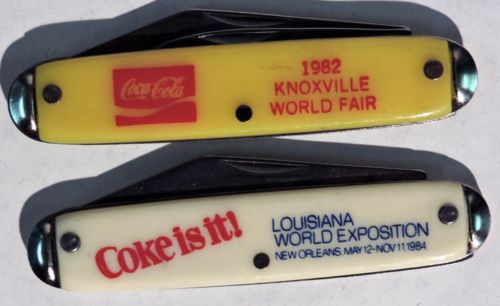 Coca-Cola
1982
KNOXVILLE
WORLD FAIR
Coke is it!
LOUISIANA
WORLD EXPOSITION
NEW ORLEANS, MAY 12-NOV 11, 1984